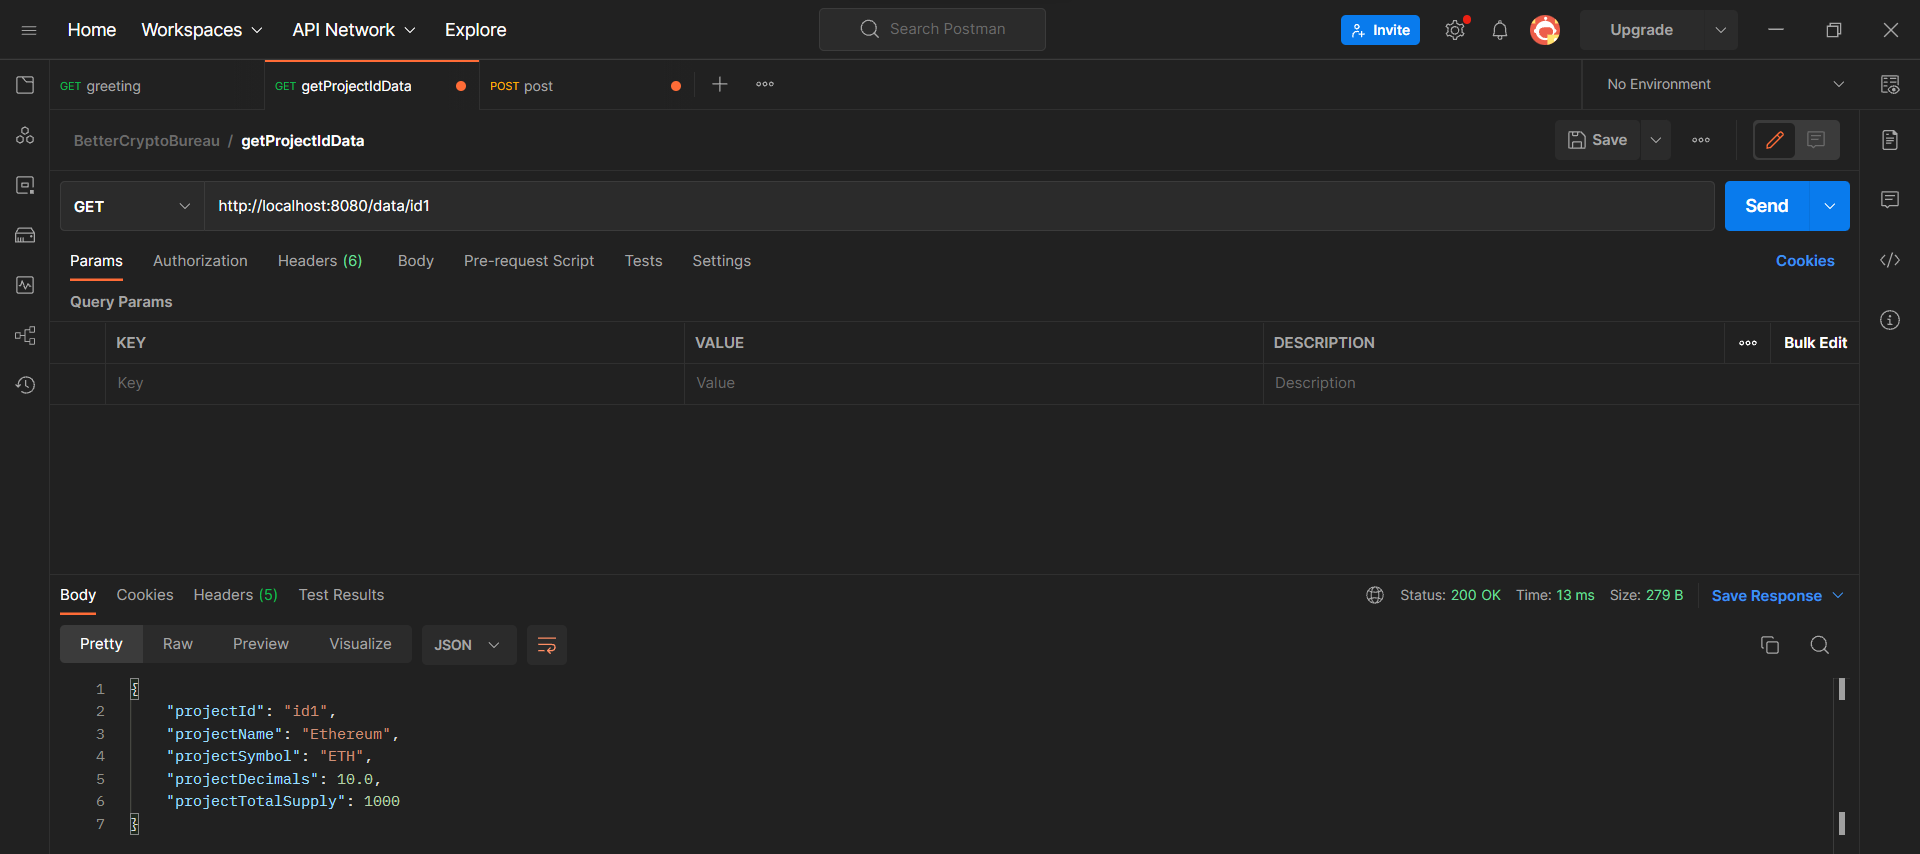 Home Workspaces API Network Explore Search Postman Invite Upgrade
GET greeting GET getProjectIdData POST post No Environment
BetterCryptoBureau / getProjectIdData Save
GET http://localhost:8080/data/id1 Send
Params Authorization Headers (6) Body Pre-request Script Tests Settings Cookies
Query Params
KEY VALUE DESCRIPTION Bulk Edit
Key Value Description
Body Cookies Headers (5) Test Results Status: 200 OK Time: 13 ms Size: 279 B Save Response
Pretty Raw Preview Visualize JSON
1 {
2 "projectId": "id1",
3 "projectName": "Ethereum",
4 "projectSymbol": "ETH",
5 "projectDecimals": 10.0,
6 "projectTotalSupply": 1000
7 }